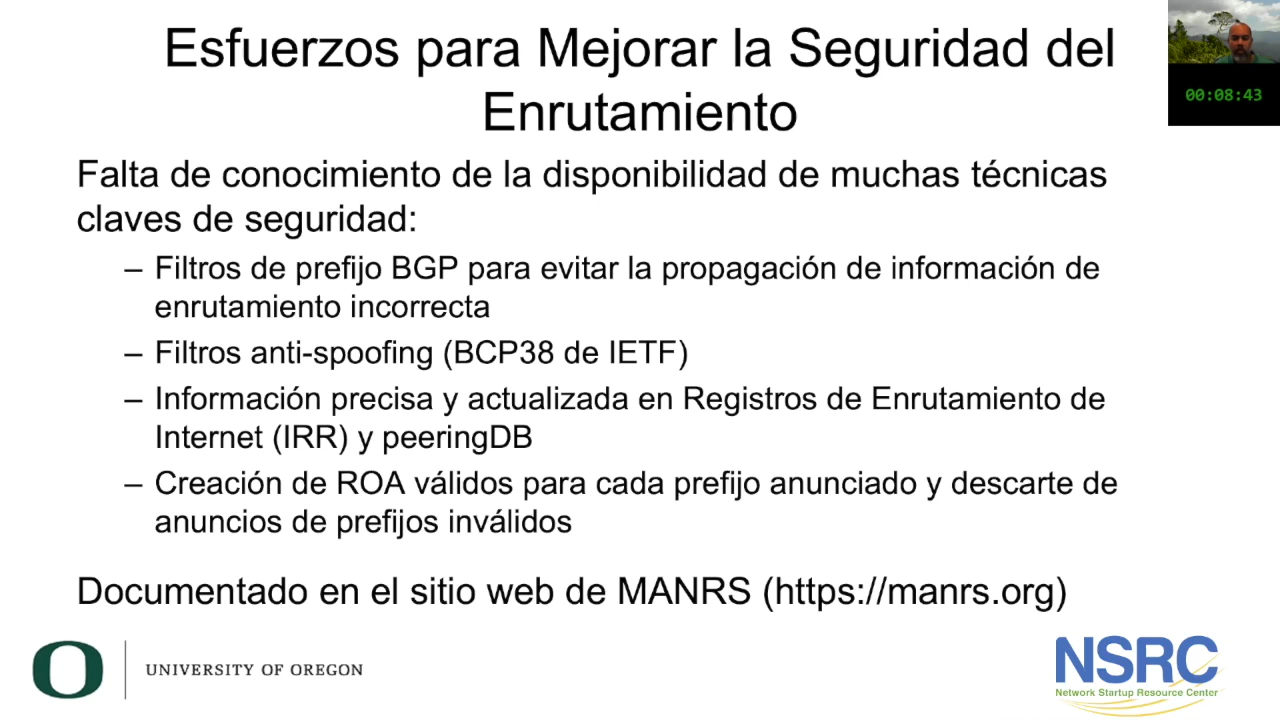 Esfuerzos para Mejorar la Seguridad del
Enrutamiento
00:08:43
Falta de conocimiento de la disponibilidad de muchas técnicas
claves de seguridad:
– Filtros de prefijo BGP para evitar la propagación de información de
enrutamiento incorrecta
– Filtros anti-spoofing (BCP38 de IETF)
– Información precisa y actualizada en Registros de Enrutamiento de
Internet (IRR) y peeringDB
– Creación de ROA válidos para cada prefijo anunciado y descarte de
anuncios de prefijos inválidos
Documentado en el sitio web de MANRS (https://manrs.org)
O
UNIVERSITY OF OREGON
NSRC
Network Startup Resource Center